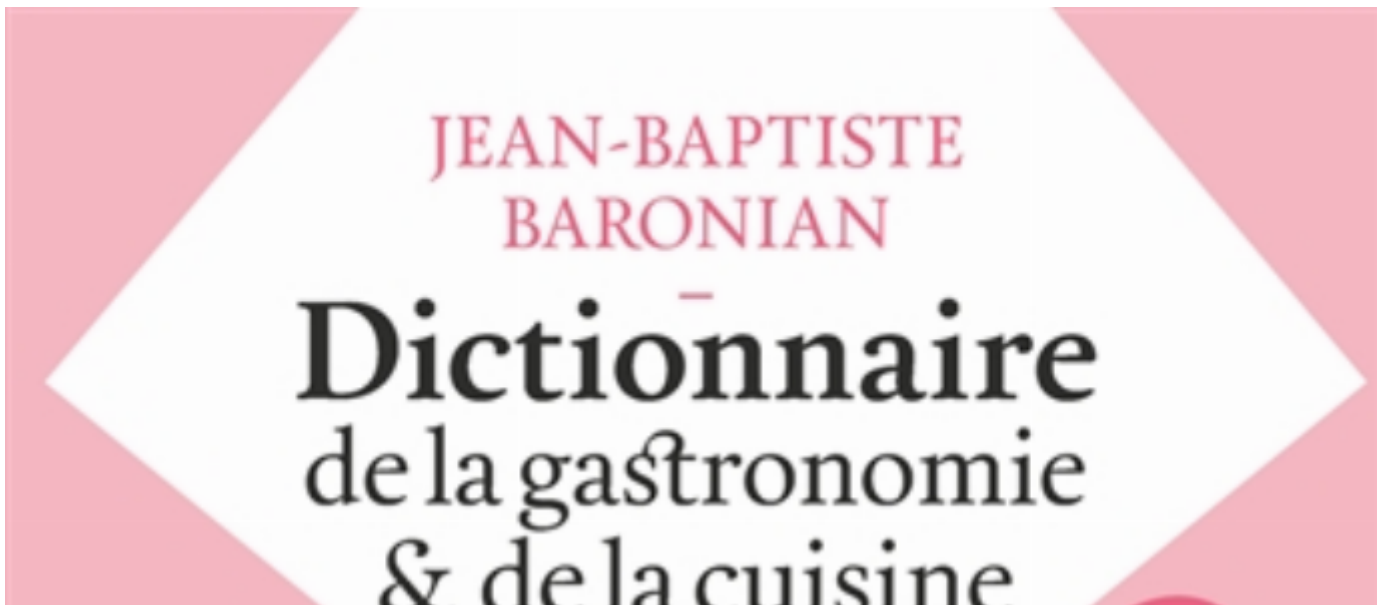 JEAN-BAPTISTE
BARONIAN
–
Dictionnaire
de la gastronomie
& de la cuisine